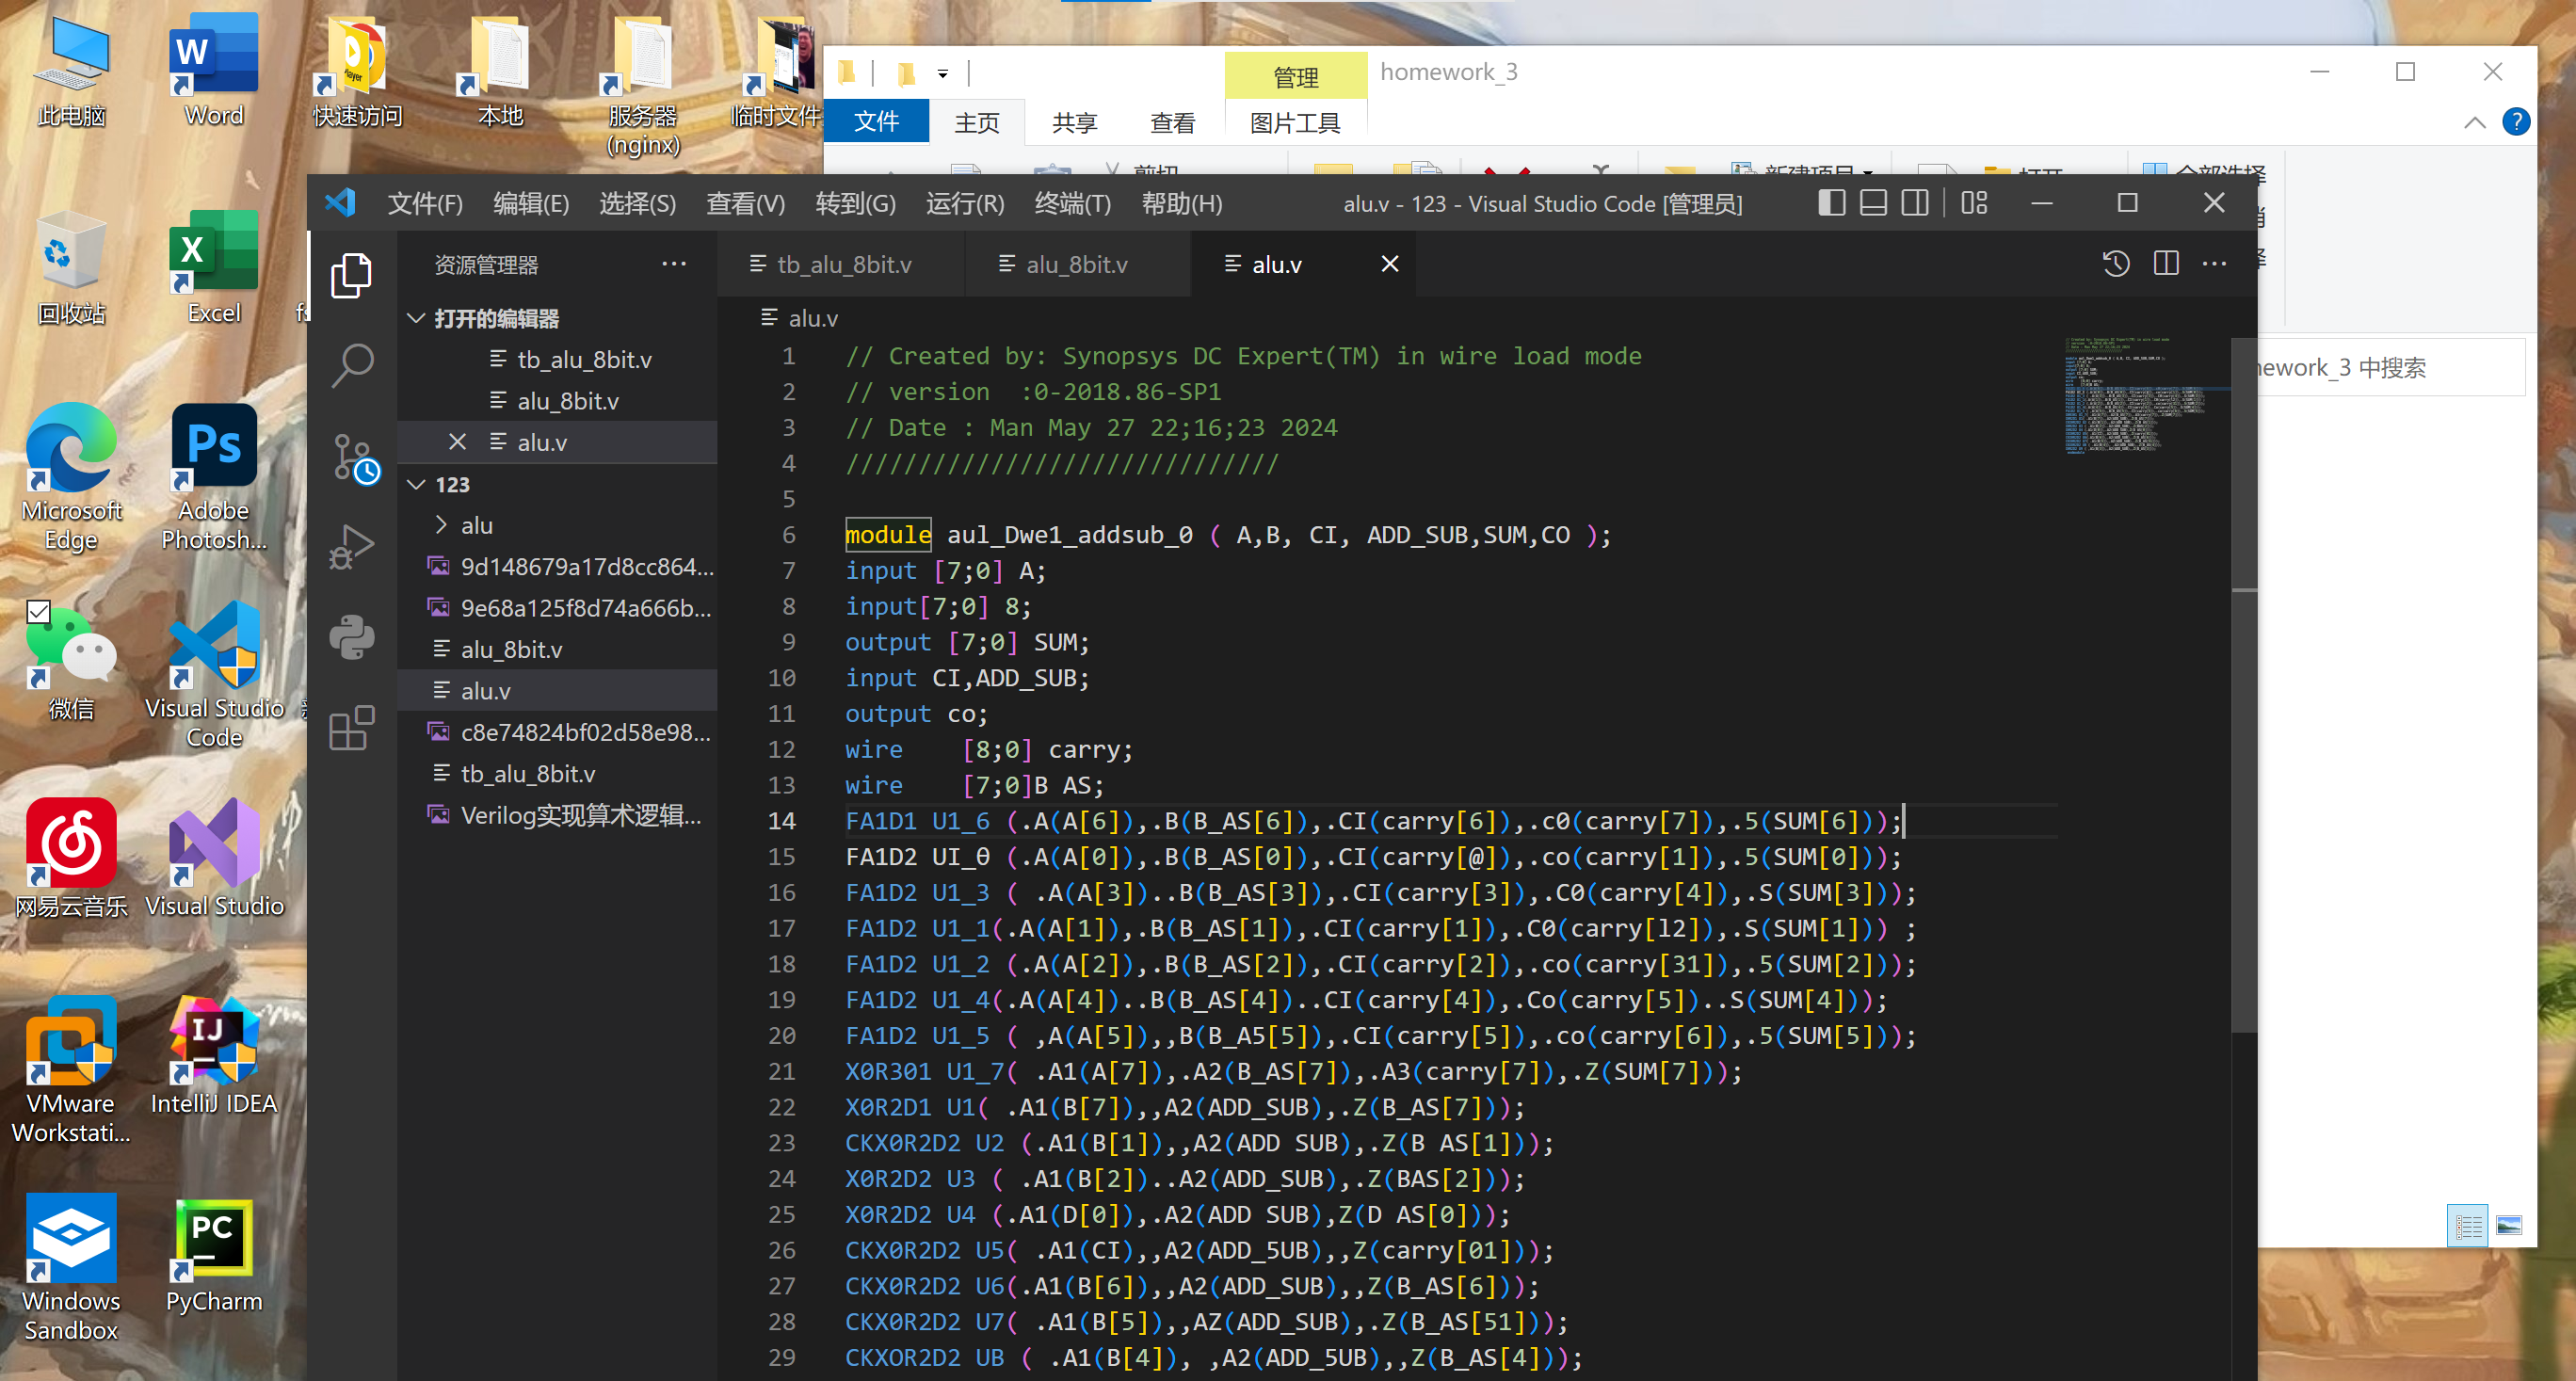 此电脑
Word
快速访问
本地
服务器
(nginx)
临时文件
回收站
Excel
Microsoft
Edge
Adobe
Photosh...
微信
Visual Studio
Code
网易云音乐
Visual Studio
VMware
Workstati...
IntelliJ IDEA
Windows
Sandbox
PyCharm
管理
homework_3
文件
主页
共享
查看
图片工具
剪切
新建项目
打开
全部选择
ework_3 中搜索
文件(F) 编辑(E) 选择(S) 查看(V) 转到(G) 运行(R) 终端(T) 帮助(H)
alu.v - 123 - Visual Studio Code [管理员]
资源管理器
打开的编辑器
tb_alu_8bit.v
alu_8bit.v
alu.v
123
alu
9d148679a17d8cc864...
9e68a125f8d74a666b...
alu_8bit.v
alu.v
c8e74824bf02d58e98...
tb_alu_8bit.v
Verilog实现算术逻辑...
tb_alu_8bit.v alu_8bit.v alu.v
alu.v
1 // Created by: Synopsys DC Expert(TM) in wire load mode
2 // version  :0-2018.86-SP1
3 // Date : Man May 27 22;16;23 2024
4 //////////////////////////////
5
6 module aul_Dwe1_addsub_0 ( A,B, CI, ADD_SUB,SUM,CO );
7 input [7;0] A;
8 input[7;0] 8;
9 output [7;0] SUM;
10 input CI,ADD_SUB;
11 output co;
12 wire    [8;0] carry;
13 wire    [7;0]B AS;
14 FA1D1 U1_6 (.A(A[6]),.B(B_AS[6]),.CI(carry[6]),.c0(carry[7]),.5(SUM[6]));
15 FA1D2 UI_θ (.A(A[0]),.B(B_AS[0]),.CI(carry[@]),.co(carry[1]),.5(SUM[0]));
16 FA1D2 U1_3 ( .A(A[3])..B(B_AS[3]),.CI(carry[3]),.C0(carry[4]),.S(SUM[3]));
17 FA1D2 U1_1(.A(A[1]),.B(B_AS[1]),.CI(carry[1]),.C0(carry[l2]),.S(SUM[1])) ;
18 FA1D2 U1_2 (.A(A[2]),.B(B_AS[2]),.CI(carry[2]),.co(carry[31]),.5(SUM[2]));
19 FA1D2 U1_4(.A(A[4])..B(B_AS[4])..CI(carry[4]),.Co(carry[5])..S(SUM[4]));
20 FA1D2 U1_5 ( ,A(A[5]),,B(B_A5[5]),.CI(carry[5]),.co(carry[6]),.5(SUM[5]));
21 X0R301 U1_7( .A1(A[7]),.A2(B_AS[7]),.A3(carry[7]),.Z(SUM[7]));
22 X0R2D1 U1( .A1(B[7]),,A2(ADD_SUB),.Z(B_AS[7]));
23 CKX0R2D2 U2 (.A1(B[1]),,A2(ADD SUB),.Z(B AS[1]));
24 X0R2D2 U3 ( .A1(B[2])..A2(ADD_SUB),.Z(BAS[2]));
25 X0R2D2 U4 (.A1(D[0]),.A2(ADD SUB),Z(D AS[0]));
26 CKX0R2D2 U5( .A1(CI),,A2(ADD_5UB),,Z(carry[01]));
27 CKX0R2D2 U6(.A1(B[6]),,A2(ADD_SUB),,Z(B_AS[6]));
28 CKX0R2D2 U7( .A1(B[5]),,AZ(ADD_SUB),.Z(B_AS[51]));
29 CKXOR2D2 UB ( .A1(B[4]), ,A2(ADD_5UB),,Z(B_AS[4]));